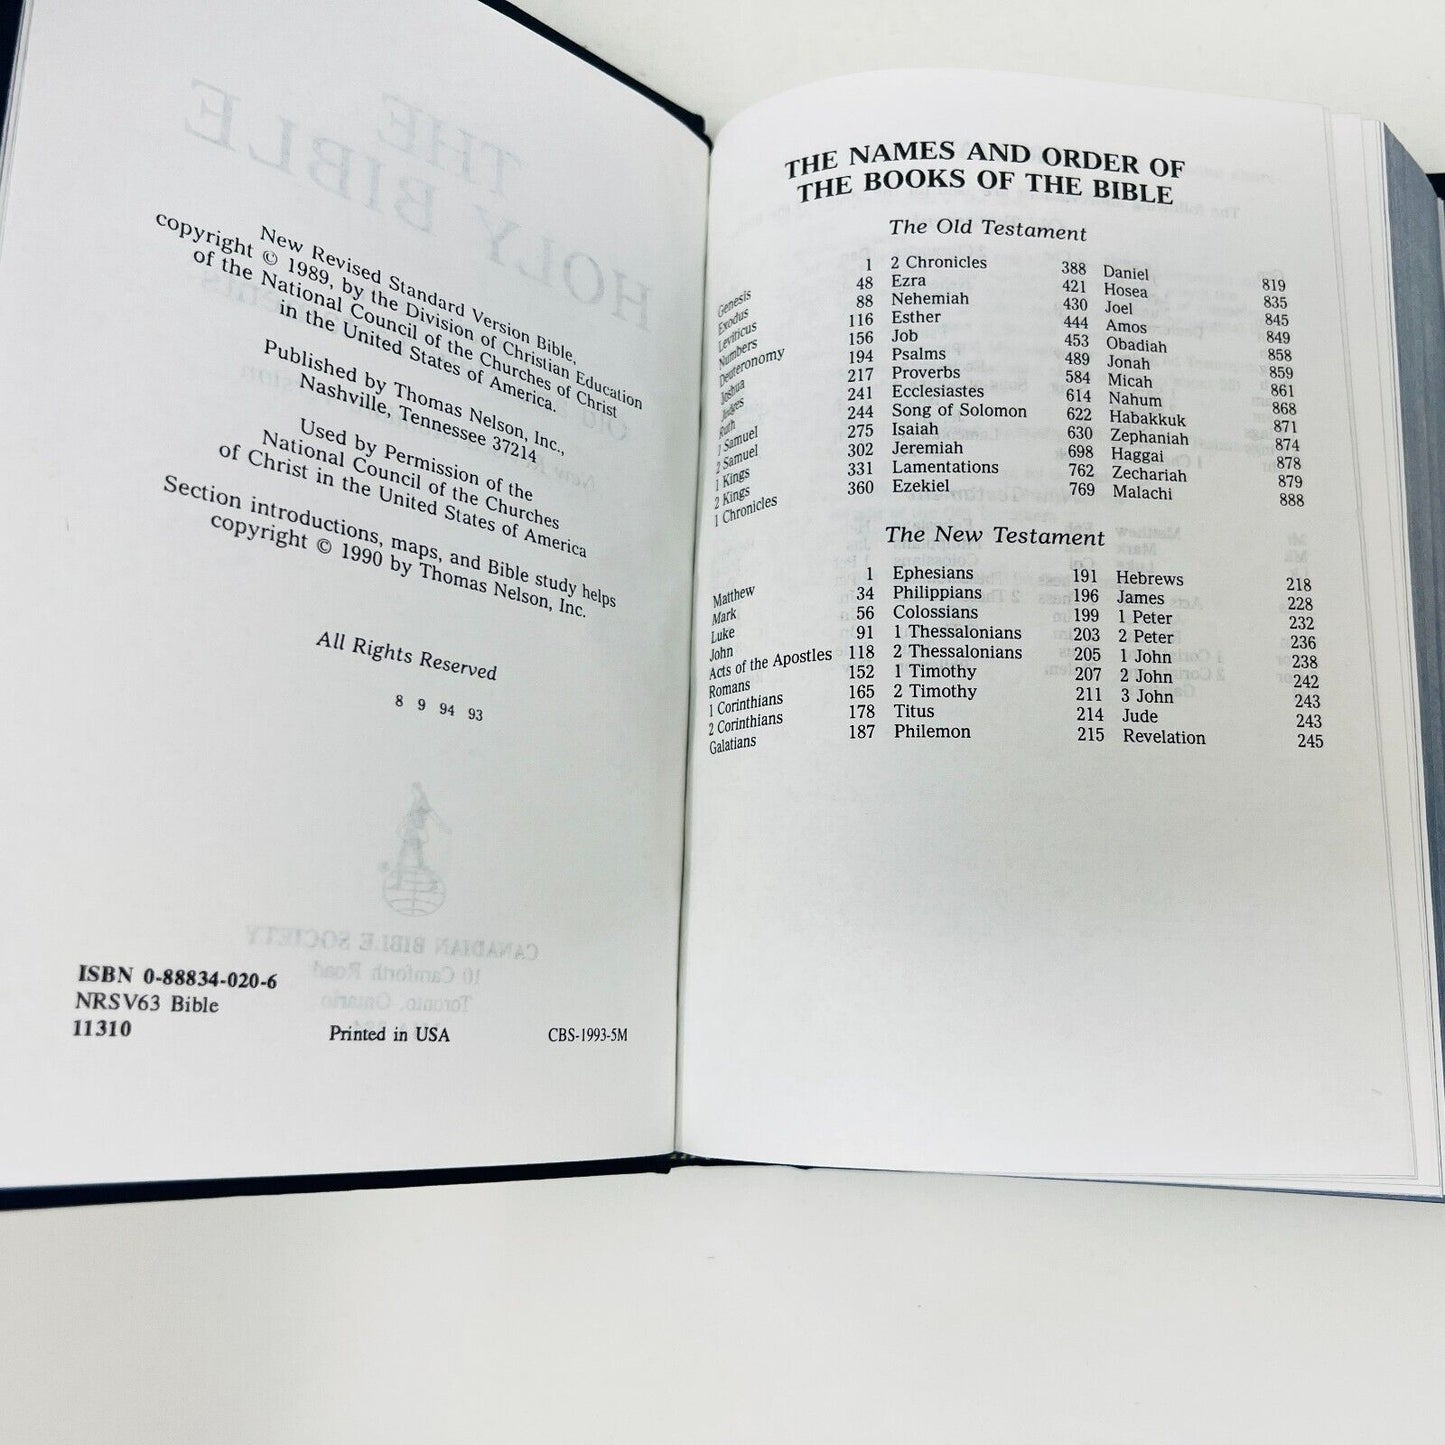 New Revised Standard Version Bible,
copyright © 1989, by the Division of Christian Education
of the National Council of the Churches of Christ
in the United States of America.
Published by Thomas Nelson, Inc.,
Nashville, Tennessee 37214
Used by Permission of the
National Council of the Churches
of Christ in the United States of America
Section introductions, maps, and Bible study helps
copyright © 1990 by Thomas Nelson, Inc.
All Rights Reserved
8 9 94 93
THE
HOLY BIBLE
CANADIAN BIBLE SOCIETY
10 Carnforth Road
Toronto, Ontario
ISBN 0-88834-020-6
NRSV63 Bible
11310 Printed in USA CBS-1993-5M
THE NAMES AND ORDER OF
THE BOOKS OF THE BIBLE
The Old Testament
Genesis 1 2 Chronicles 388 Daniel 819
Exodus 48 Ezra 421 Hosea 835
Leviticus 88 Nehemiah 430 Joel 845
Numbers 116 Esther 444 Amos 849
Deuteronomy 156 Job 453 Obadiah 858
Joshua 194 Psalms 489 Jonah 859
Judges 217 Proverbs 584 Micah 861
Ruth 241 Ecclesiastes 614 Nahum 868
1 Samuel 244 Song of Solomon 622 Habakkuk 871
2 Samuel 275 Isaiah 630 Zephaniah 874
1 Kings 302 Jeremiah 698 Haggai 878
2 Kings 331 Lamentations 762 Zechariah 879
1 Chronicles 360 Ezekiel 769 Malachi 888
The New Testament
Matthew 1 Ephesians 191 Hebrews 218
Mark 34 Philippians 196 James 228
Luke 56 Colossians 199 1 Peter 232
John 91 1 Thessalonians 203 2 Peter 236
Acts of the Apostles 118 2 Thessalonians 205 1 John 238
Romans 152 1 Timothy 207 2 John 242
1 Corinthians 165 2 Timothy 211 3 John 243
2 Corinthians 178 Titus 214 Jude 243
Galatians 187 Philemon 215 Revelation 245